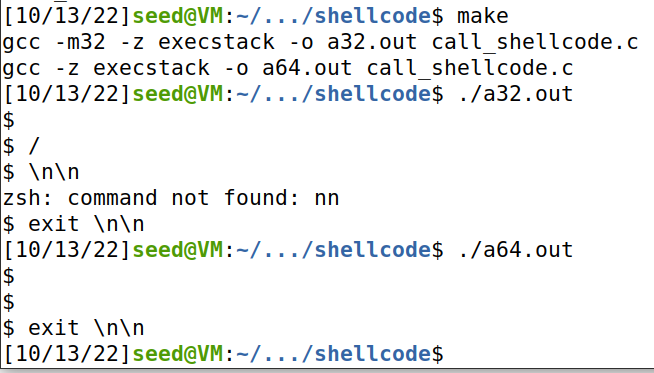 [10/13/22]seed@VM:~/.../shellcode$ make
gcc -m32 -z execstack -o a32.out call_shellcode.c
gcc -z execstack -o a64.out call_shellcode.c
[10/13/22]seed@VM:~/.../shellcode$ ./a32.out
$
$ /
$ \n\n
zsh: command not found: nn
$ exit \n\n
[10/13/22]seed@VM:~/.../shellcode$ ./a64.out
$
$
$ exit \n\n
[10/13/22]seed@VM:~/.../shellcode$